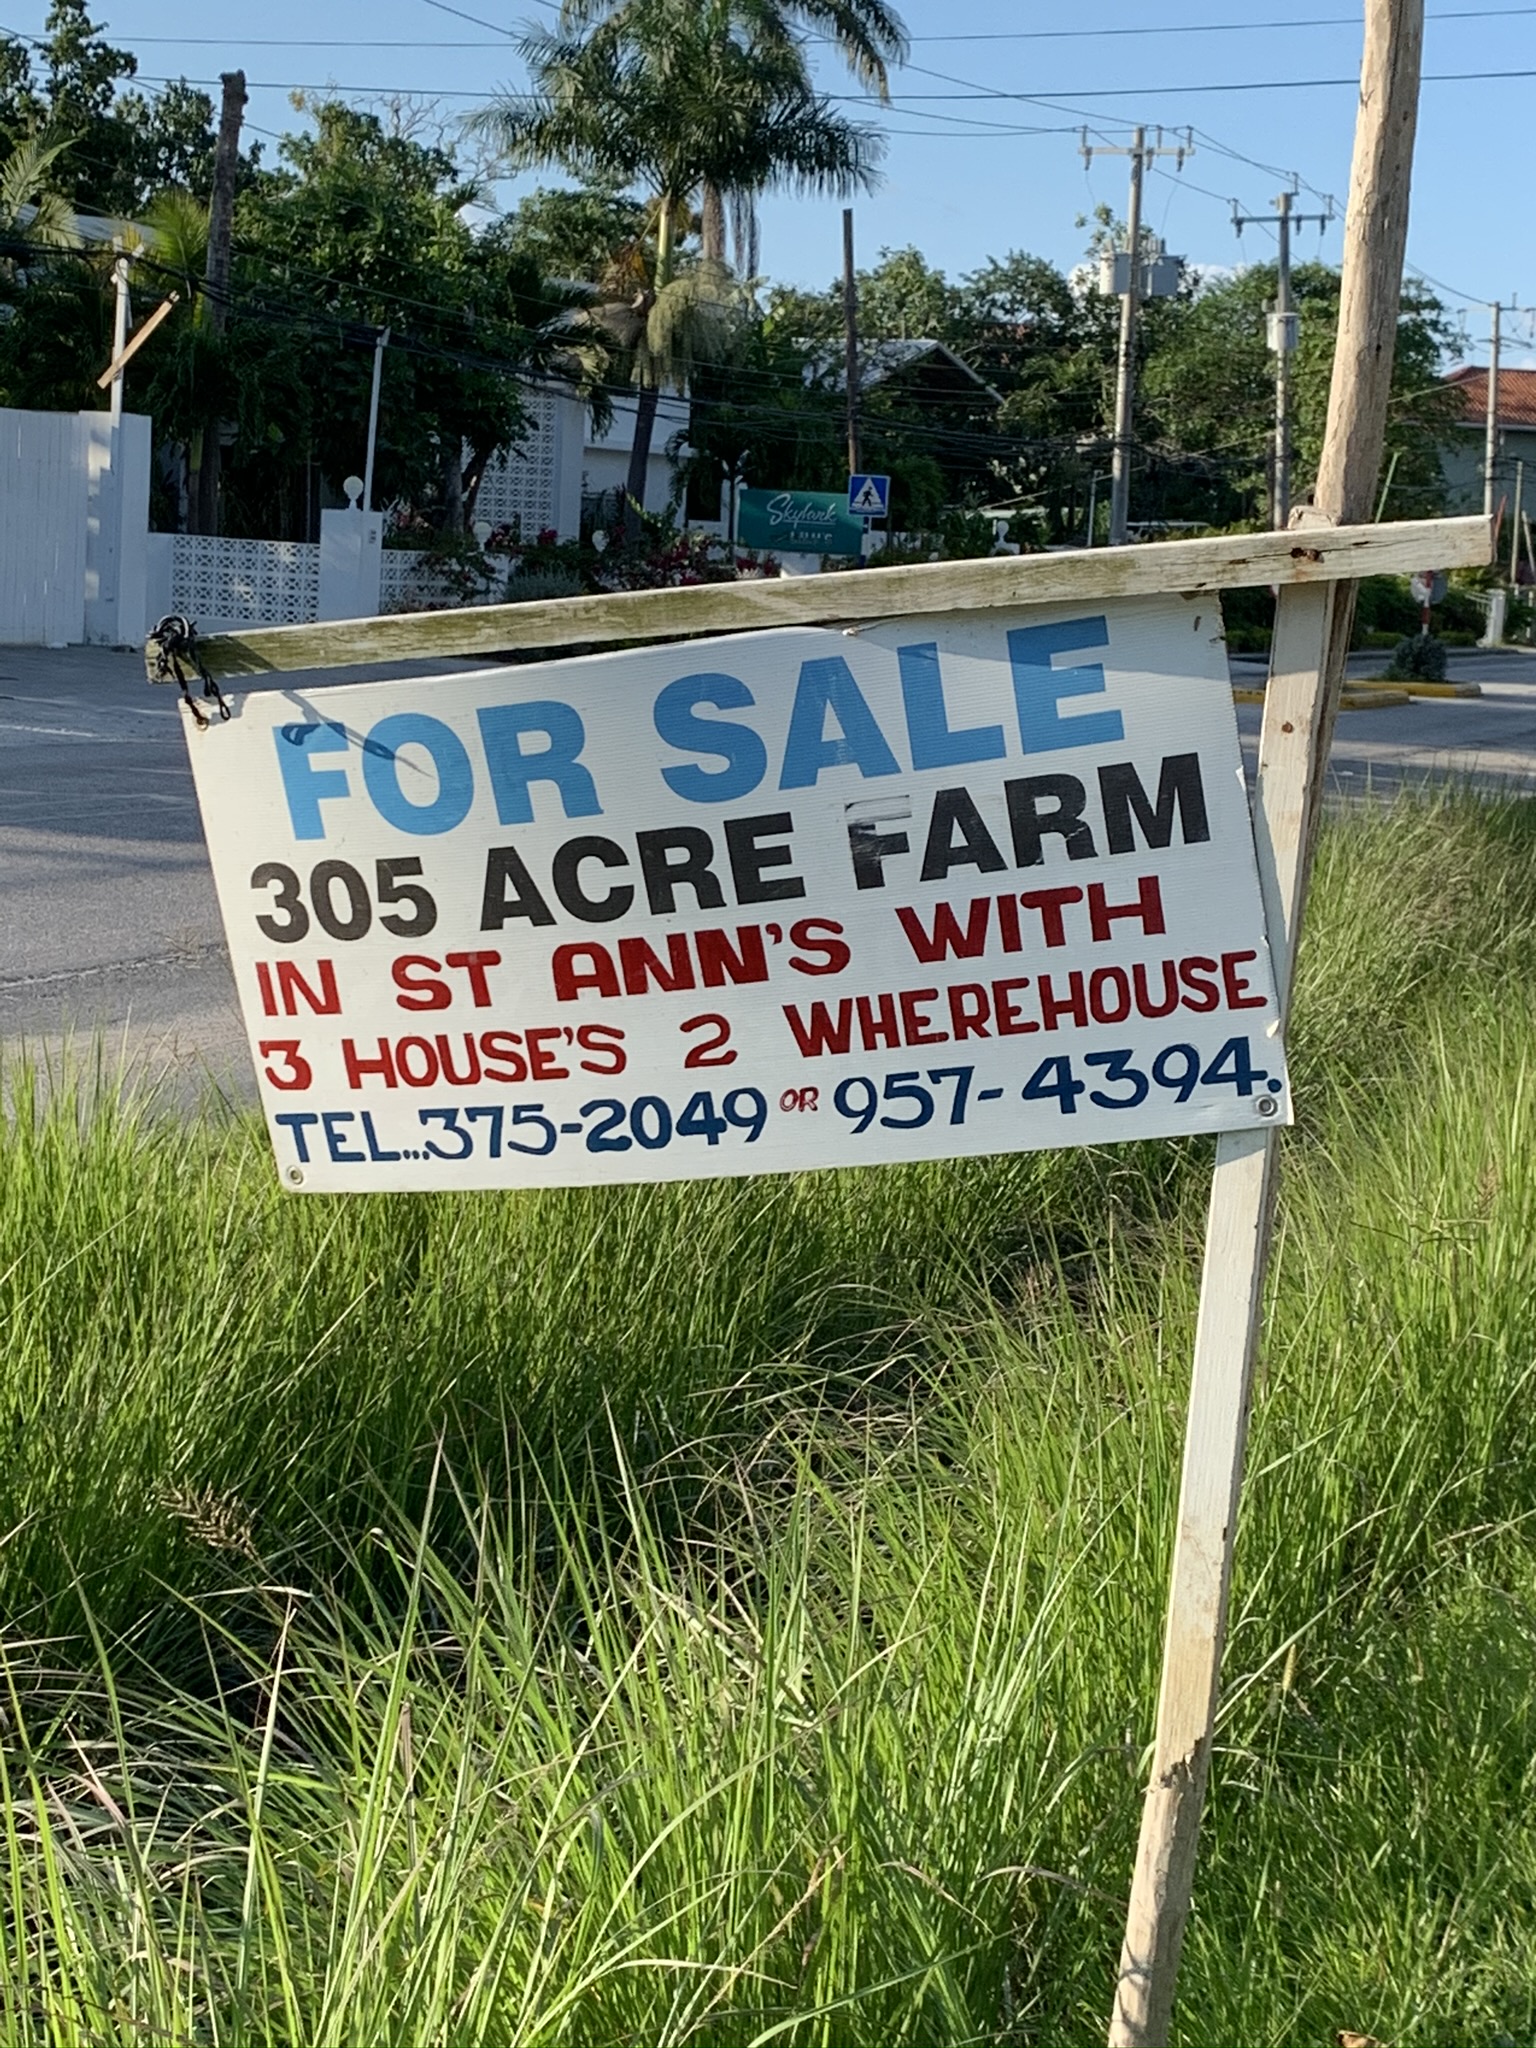 Skylark
FOR SALE
305 ACRE FARM
IN ST ANN'S WITH
3 HOUSE'S 2 WHEREHOUSE
TEL...375-2049 OR 957-4394.